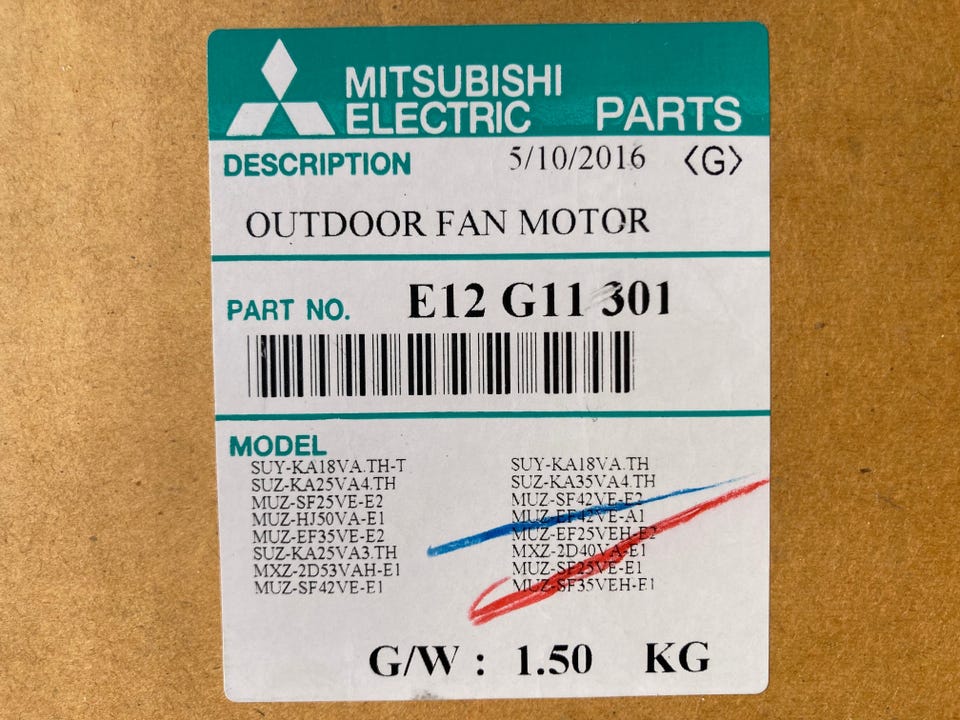 MITSUBISHI
ELECTRIC PARTS
DESCRIPTION 5/10/2016 <G>
OUTDOOR FAN MOTOR
PART NO. E12 G11 301
MODEL
SUY-KA18VA.TH-T SUY-KA18VA.TH
SUZ-KA25VA4.TH SUZ-KA35VA4.TH
MUZ-SF25VE-E2 MUZ-SF42VE-E2
MUZ-HJ50VA-E1 MUZ-EF42VE-A1
MUZ-EF35VE-E2 MUZ-EF25VEH-E2
SUZ-KA25VA3.TH MXZ-2D40VA-E1
MXZ-2D53VAH-E1 MUZ-SF25VE-E1
MUZ-SF42VE-E1 MUZ-SF35VEH-E1
G/W : 1.50 KG